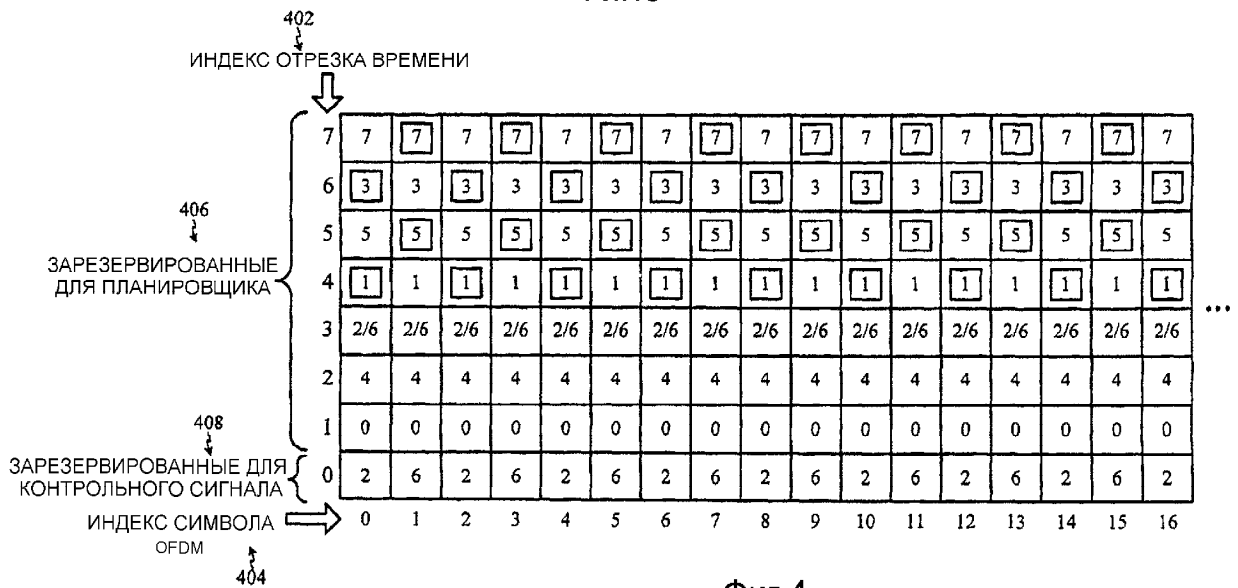 402
ИНДЕКС ОТРЕЗКА ВРЕМЕНИ
7 7 7 7 7 7 7 7 7 7 7 7 7 7 7 7 7 7
6 3 3 3 3 3 3 3 3 3 3 3 3 3 3 3 3 3
406
5 5 5 5 5 5 5 5 5 5 5 5 5 5 5 5 5 5
ЗАРЕЗЕРВИРОВАННЫЕ
ДЛЯ ПЛАНИРОВЩИКА
4 1 1 1 1 1 1 1 1 1 1 1 1 1 1 1 1 1
...
3 2/6 2/6 2/6 2/6 2/6 2/6 2/6 2/6 2/6 2/6 2/6 2/6 2/6 2/6 2/6 2/6 2/6
2 4 4 4 4 4 4 4 4 4 4 4 4 4 4 4 4 4
408
1 0 0 0 0 0 0 0 0 0 0 0 0 0 0 0 0 0
ЗАРЕЗЕРВИРОВАННЫЕ ДЛЯ
КОНТРОЛЬНОГО СИГНАЛА
0 2 6 2 6 2 6 2 6 2 6 2 6 2 6 2 6 2
ИНДЕКС СИМВОЛА
OFDM
0 1 2 3 4 5 6 7 8 9 10 11 12 13 14 15 16
404